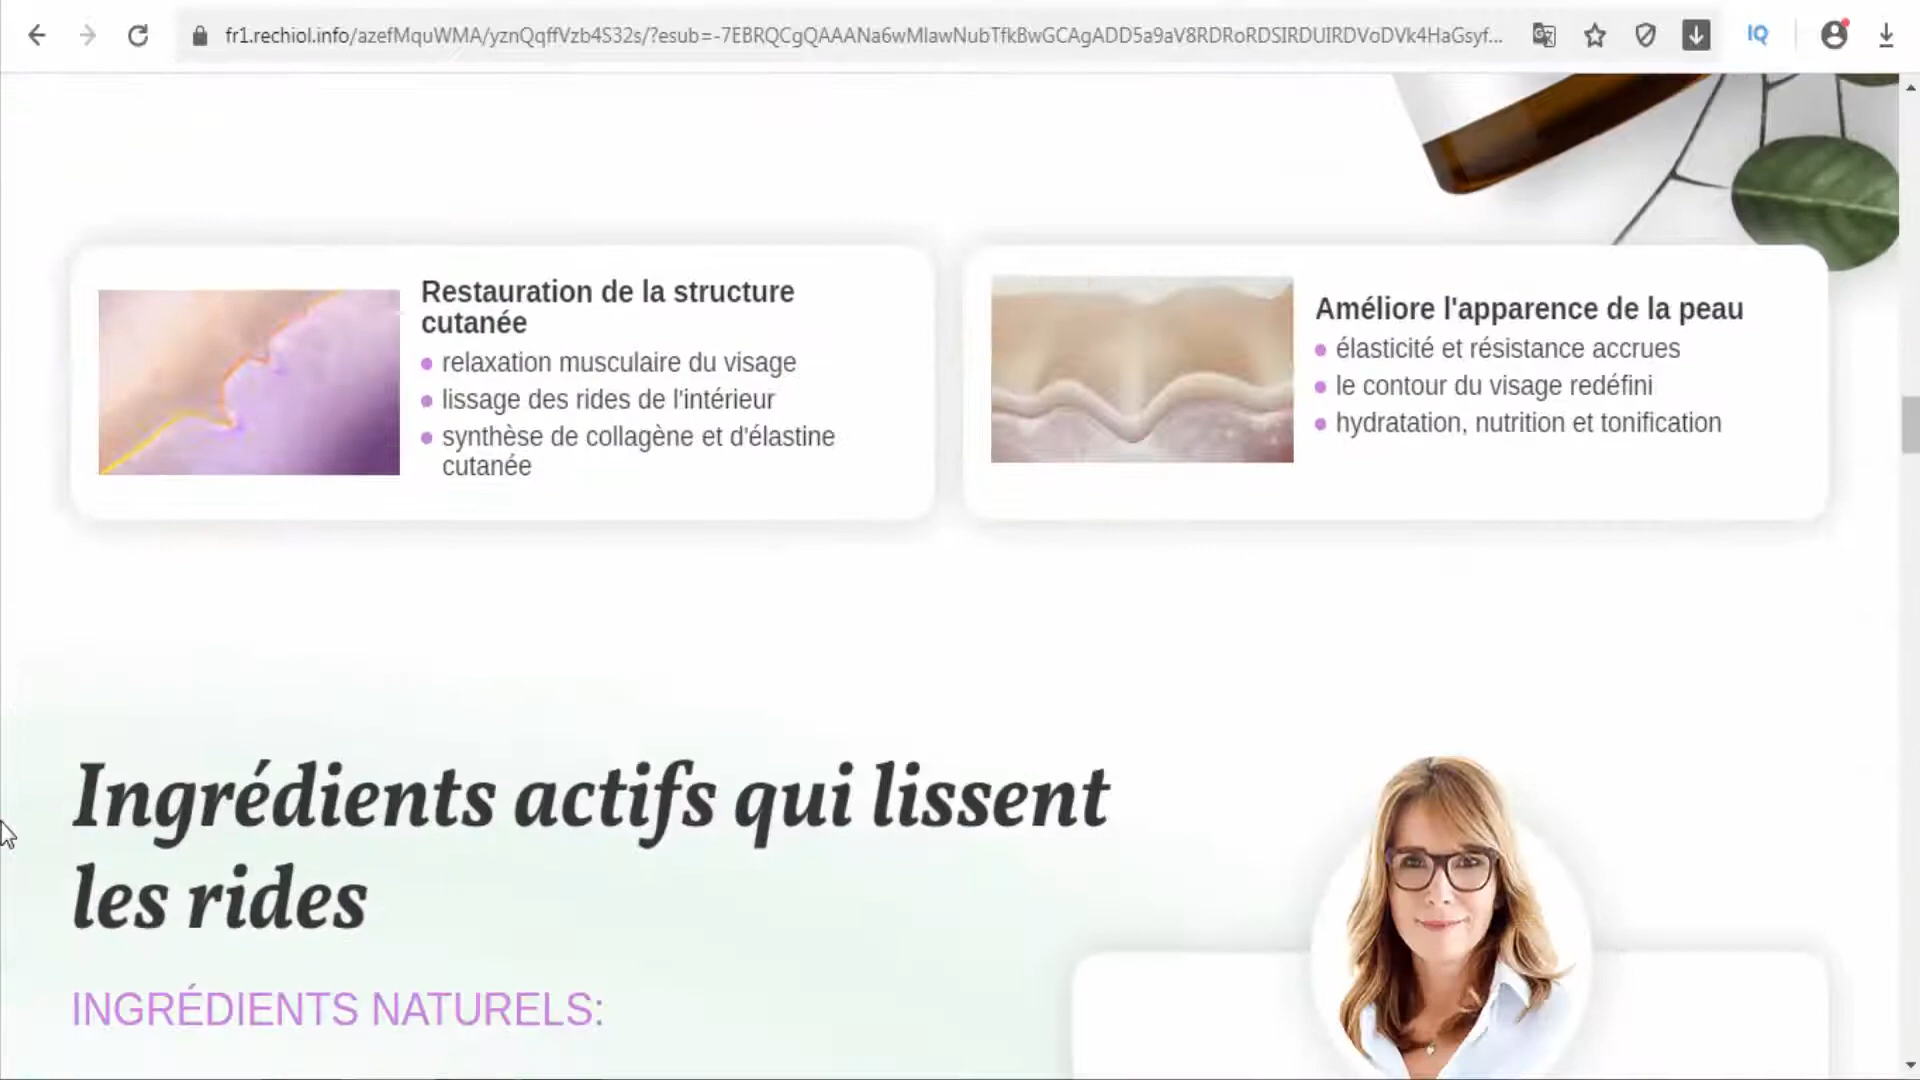 fr1.rechiol.info/azefMquWMA/yznQqffVzb4S32s/?esub=-7EBRQCgQAAANa6wMlawNubTfkBwGCAgADD5a9aV8RDRoRDSIRDUIRDVoDVk4HaGsyf...
IQ
Restauration de la structure
cutanée
relaxation musculaire du visage
lissage des rides de l'intérieur
synthèse de collagène et d'élastine
cutanée
Améliore l'apparence de la peau
élasticité et résistance accrues
le contour du visage redéfini
hydratation, nutrition et tonification
Ingrédients actifs qui lissent
les rides
INGRÉDIENTS NATURELS: